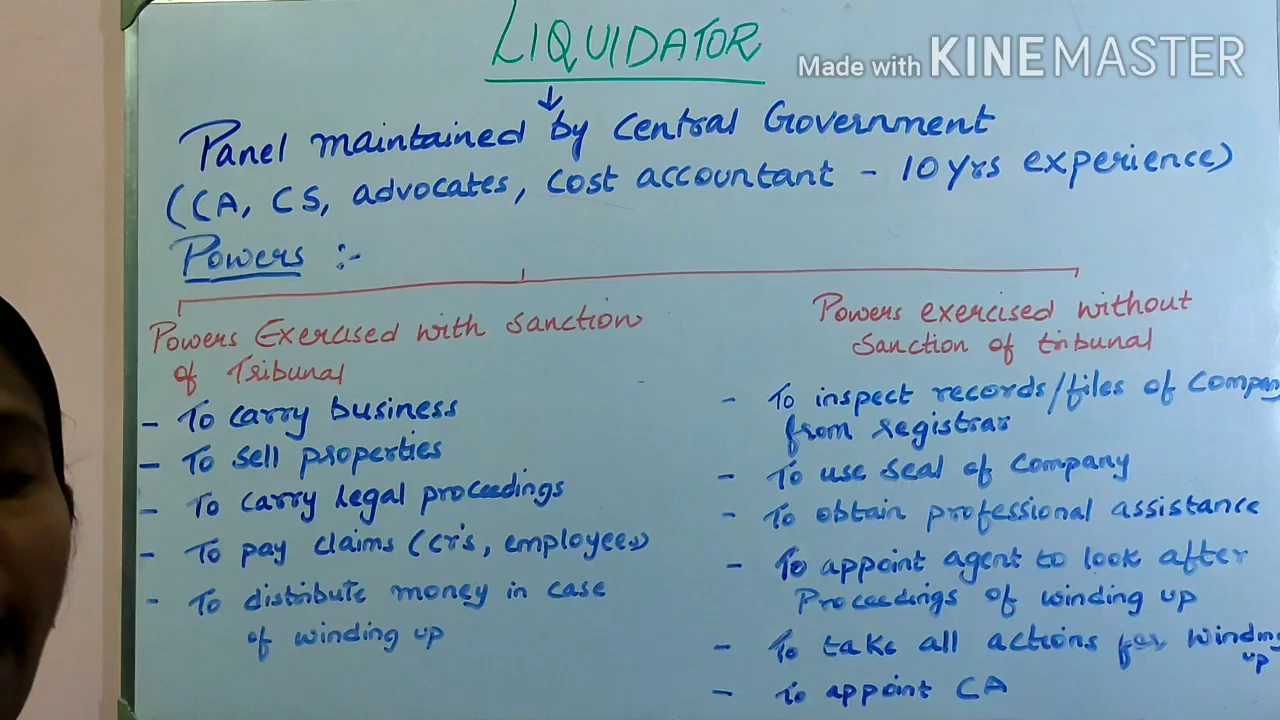 LIQUIDATOR
Made with KINEMASTER
Panel maintained by Central Government
(CA, CS, advocates, cost accountant - 10 yrs experience)
Powers :-
Powers Exercised with Sanction
of Tribunal
- To carry business
- To sell properties
- To carry legal proceedings
- To pay claims (cr's, employees)
- To distribute money in case
of winding up
Powers exercised without
Sanction of tribunal
- To inspect records/files of Compan
from registrar
- To use seal of company
- To obtain professional assistance
- To appoint agent to look after
Proceedings of winding up
- To take all actions for winding
up
- To appoint CA